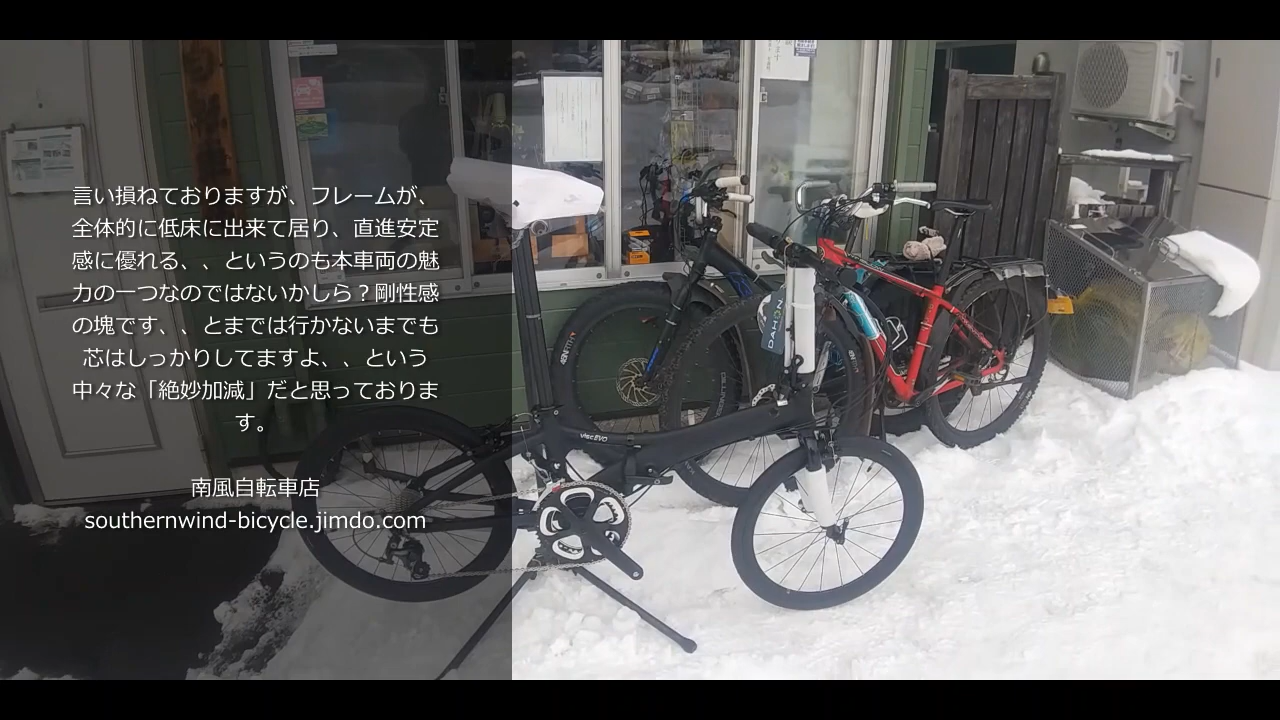 言い損ねておりますが、フレームが、
全体的に低床に出来て居り、直進安定
感に優れる、、というのも本車両の魅
力の一つなのではないかしら？剛性感
の塊です、、とまでは行かないまでも
芯はしっかりしてますよ、、という
中々な「絶妙加減」だと思っておりま
す。
南風自転車店
southernwind-bicycle.jimdo.com
DAHON
visc EVO